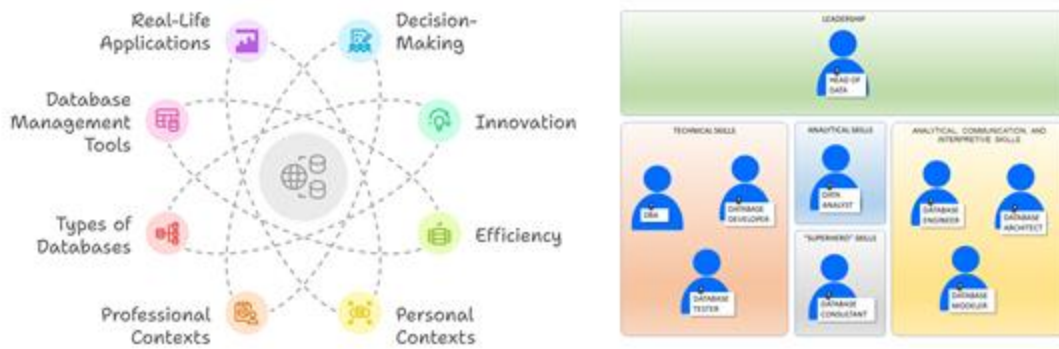 Real-Life
Applications
Decision-
Making
Database
Management
Tools
Innovation
Types of
Databases
Efficiency
Professional
Contexts
Personal
Contexts
LEADERSHIP
HEAD OF
DATA
TECHNICAL SKILLS
DBA
DATABASE
DEVELOPER
DATABASE
TESTER
ANALYTICAL SKILLS
DATA
ANALYST
"SUPERHERO" SKILLS
DATABASE
CONSULTANT
ANALYTICAL, COMMUNICATION, AND
INTERPRETIVE SKILLS
DATABASE
ENGINEER
DATABASE
ARCHITECT
DATABASE
MODELER